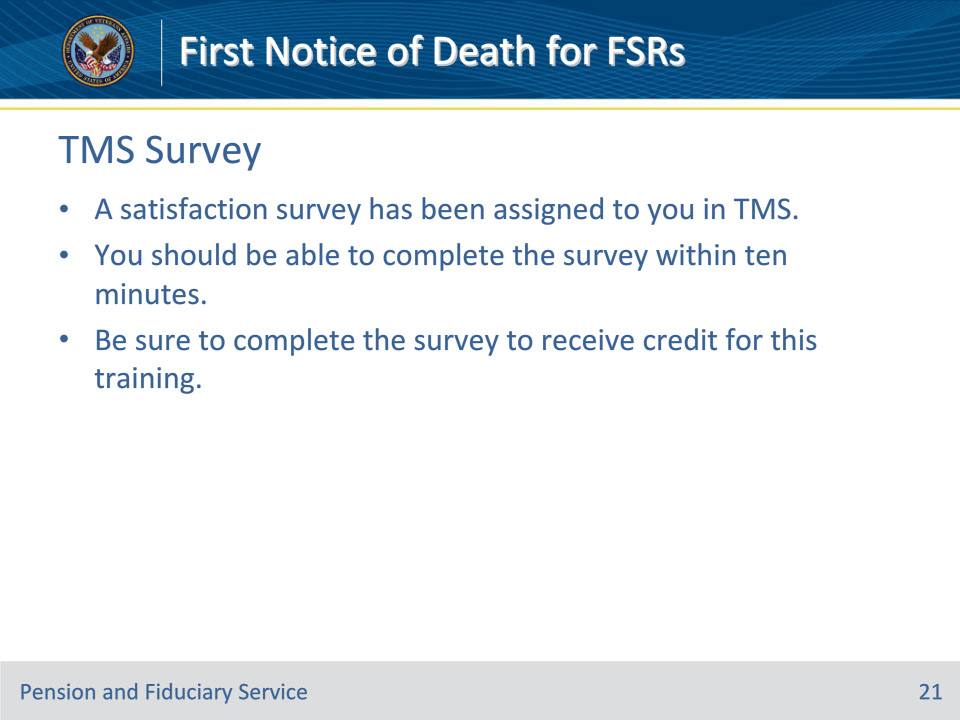 First Notice of Death for FSRs
TMS Survey
• A satisfaction survey has been assigned to you in TMS.
• You should be able to complete the survey within ten
minutes.
• Be sure to complete the survey to receive credit for this
training.
Pension and Fiduciary Service
21